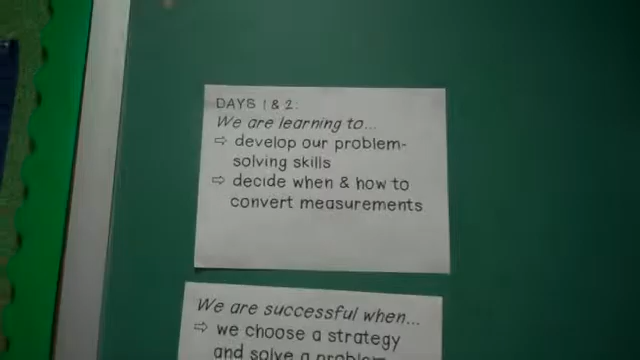 DAYS 1 & 2:
We are learning to...
⇨ develop our problem-
solving skills
⇨ decide when & how to
convert measurements
We are successful when...
⇨ we choose a strategy
and solve a problem